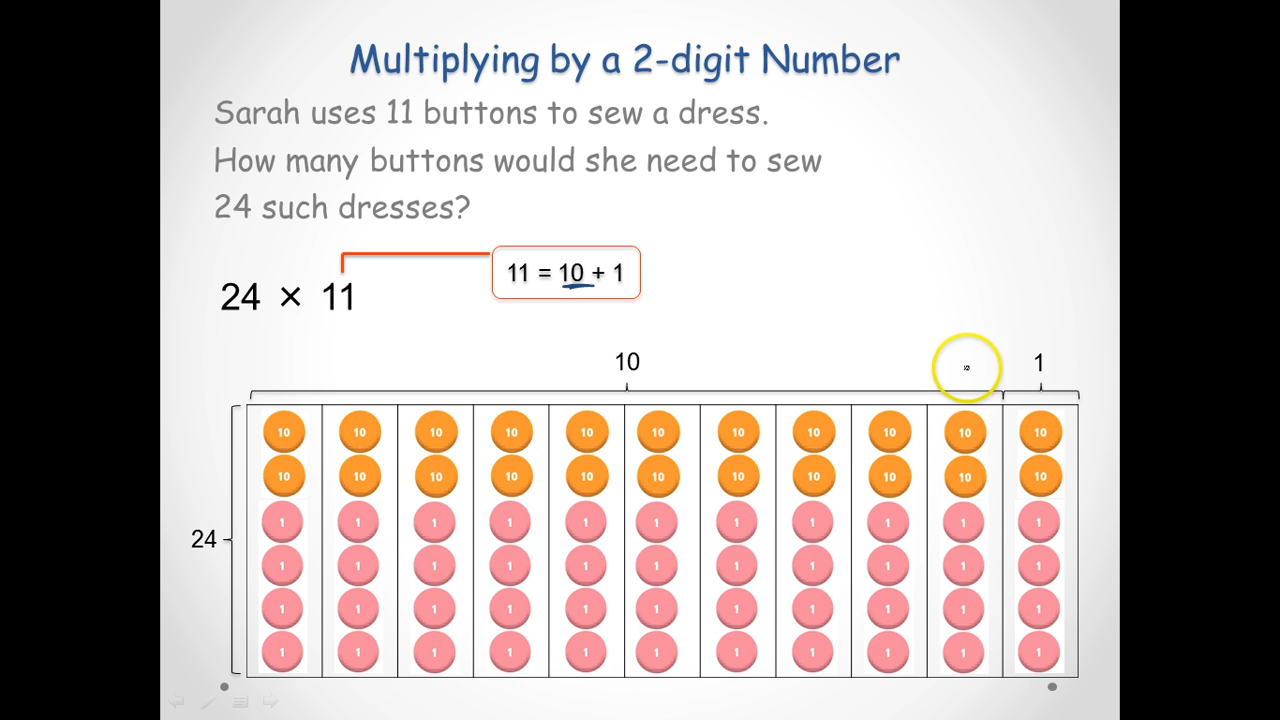 Multiplying by a 2-digit Number
Sarah uses 11 buttons to sew a dress.
How many buttons would she need to sew
24 such dresses?
11 = 10 + 1
24 × 11
10 1
10 10 10 10 10 10 10 10 10 10 10
10 10 10 10 10 10 10 10 10 10 10
1 1 1 1 1 1 1 1 1 1 1
24
1 1 1 1 1 1 1 1 1 1 1
1 1 1 1 1 1 1 1 1 1 1
1 1 1 1 1 1 1 1 1 1 1